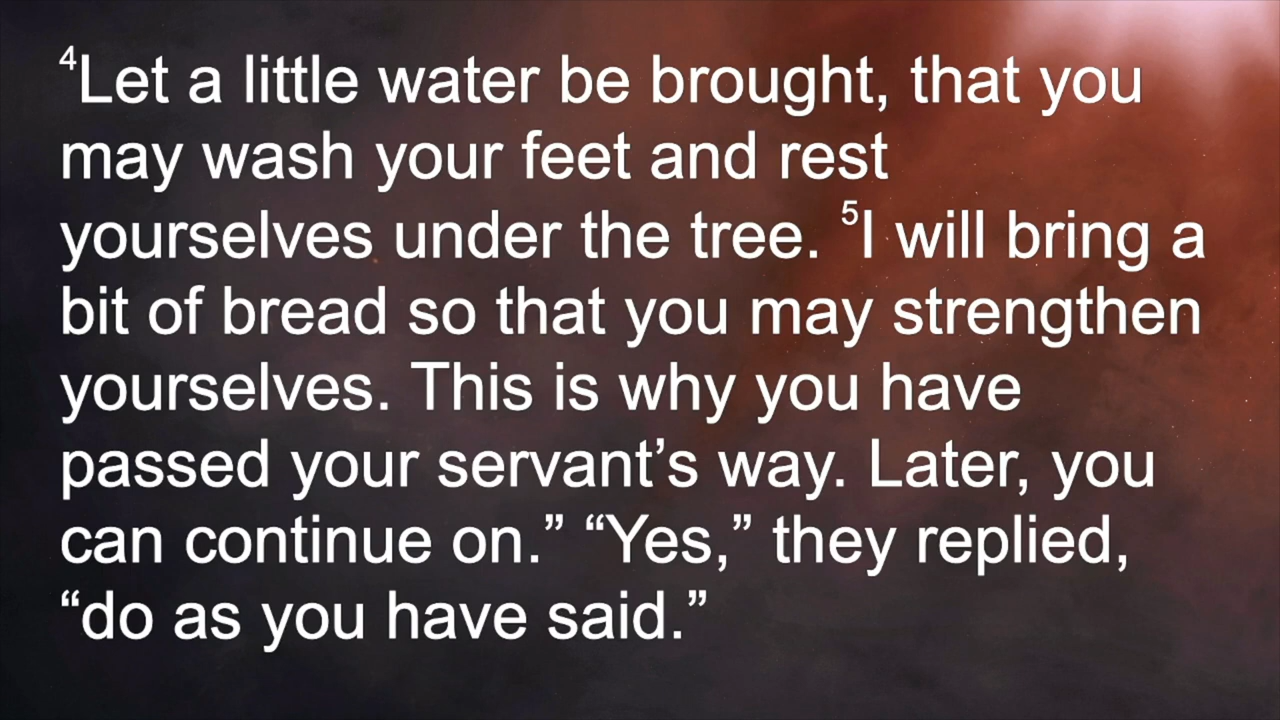 ⁴Let a little water be brought, that you
may wash your feet and rest
yourselves under the tree. ⁵I will bring a
bit of bread so that you may strengthen
yourselves. This is why you have
passed your servant’s way. Later, you
can continue on.” “Yes,” they replied,
“do as you have said.”